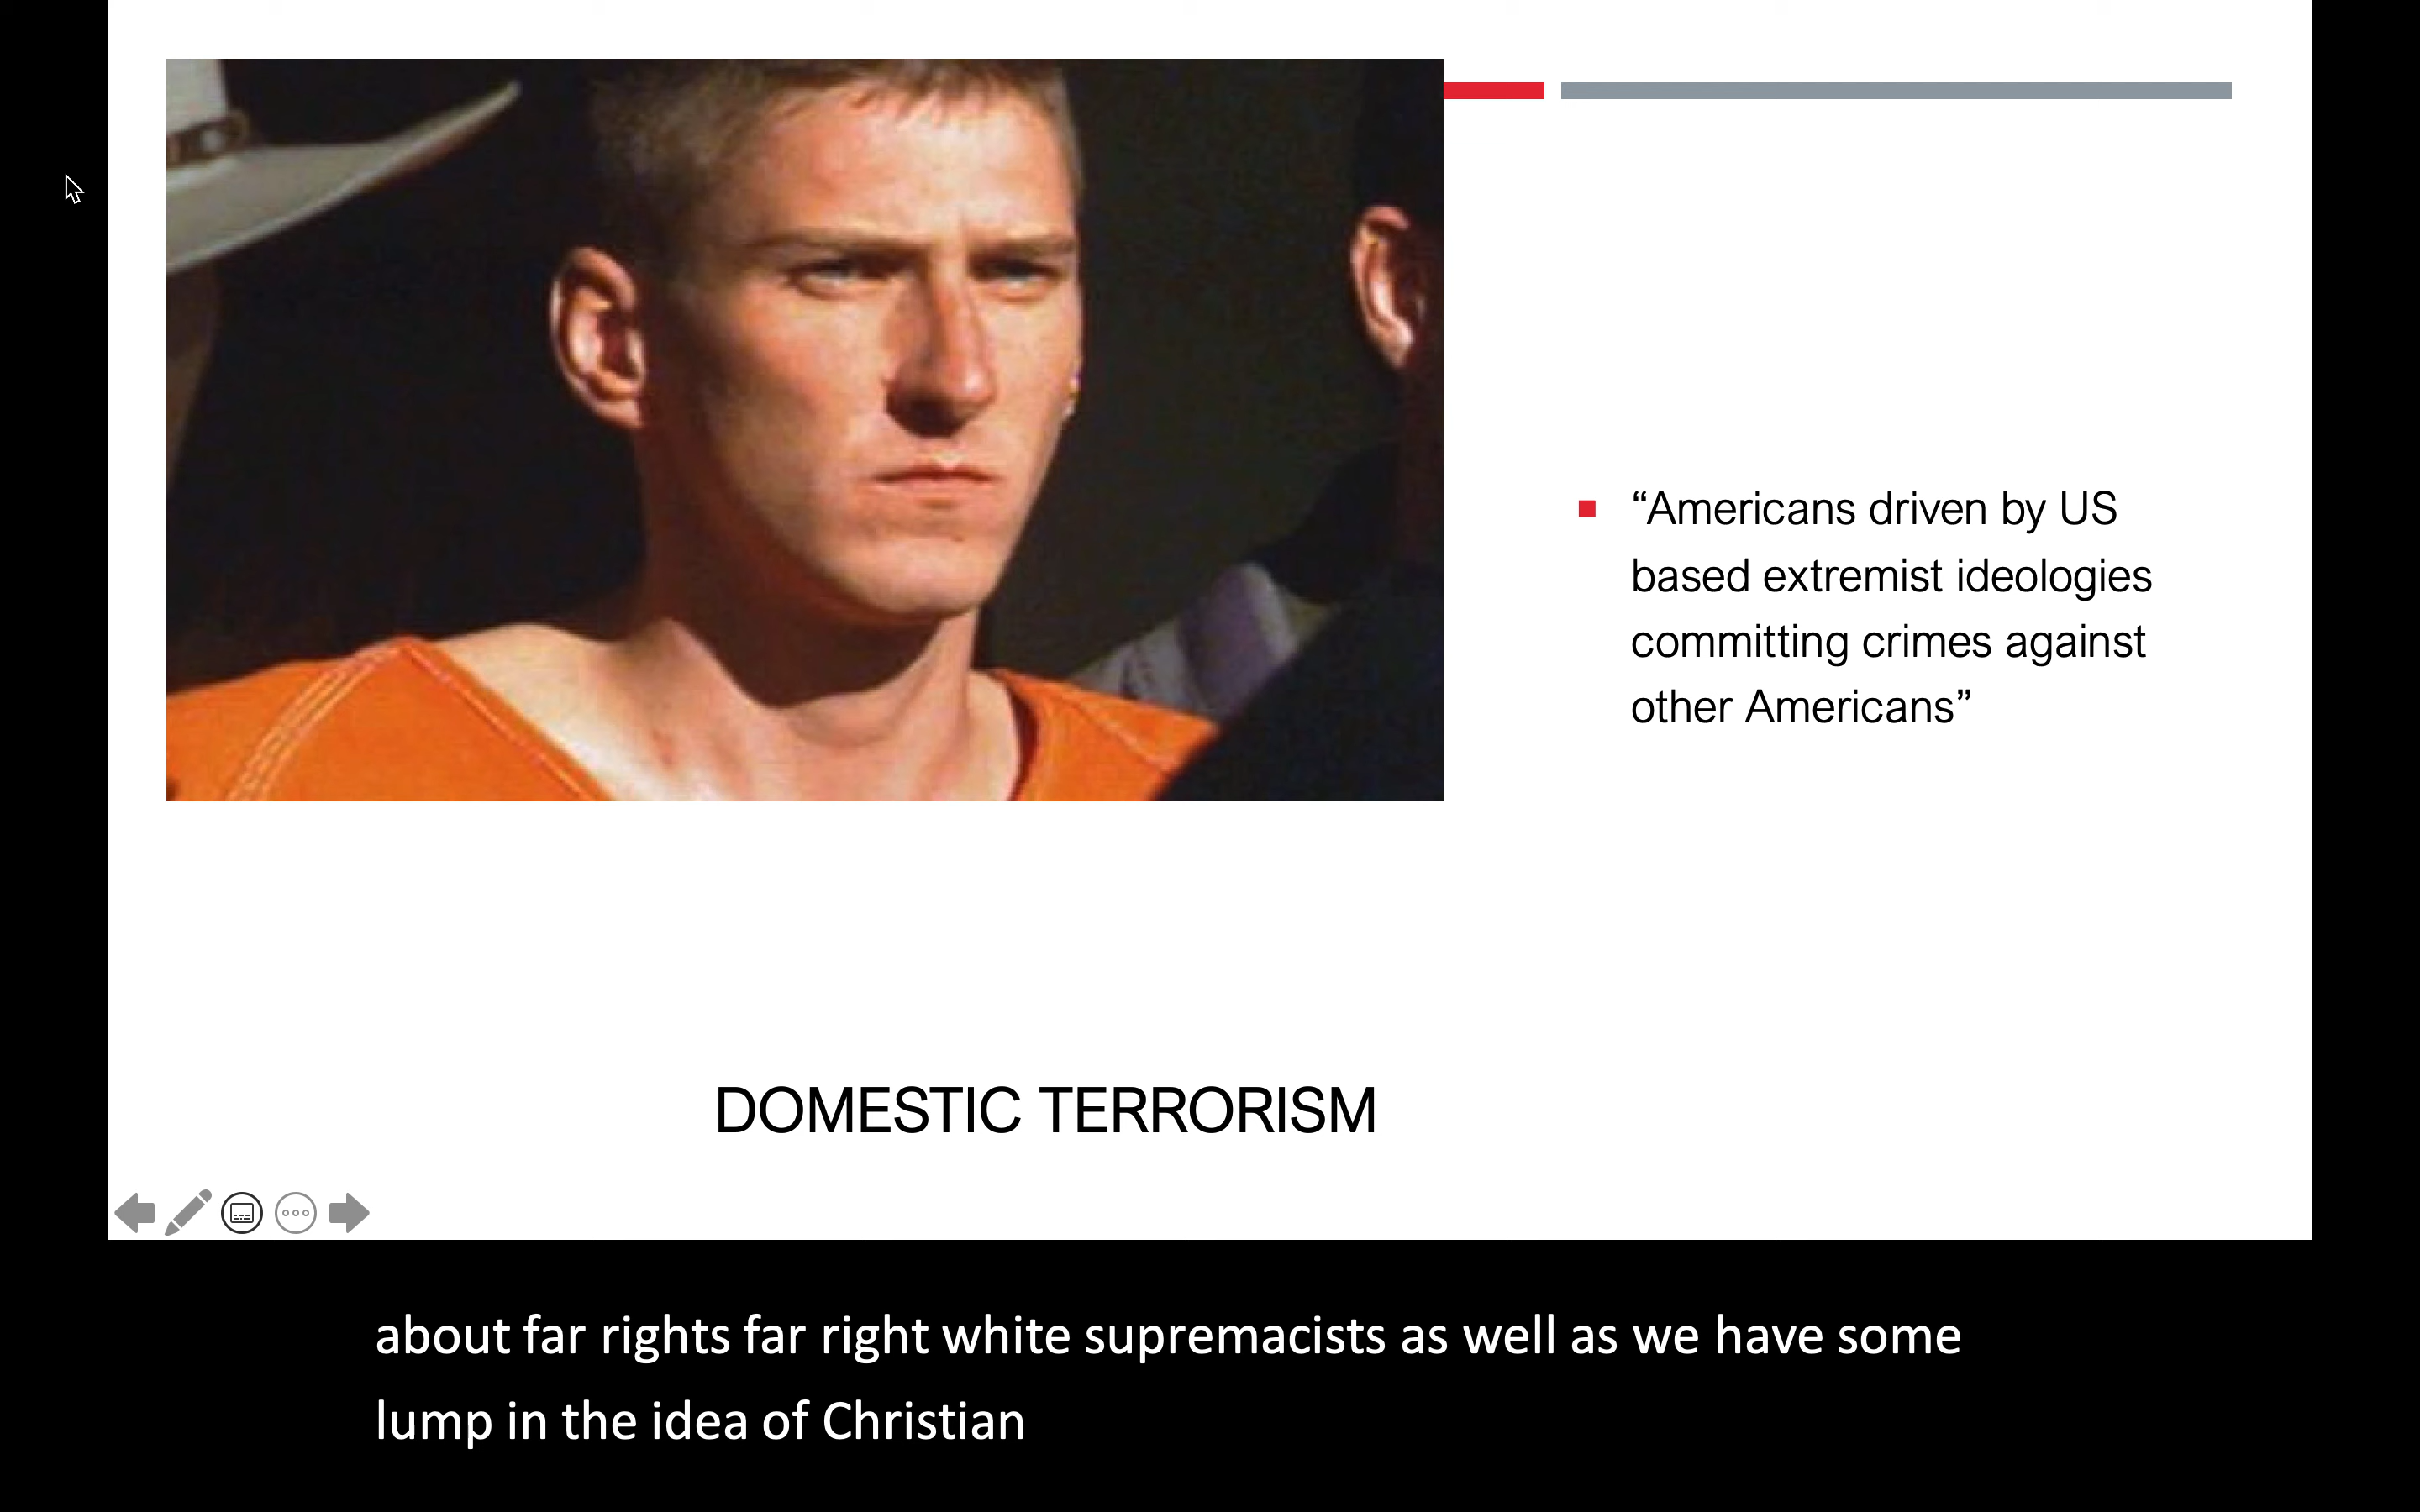 “Americans driven by US
based extremist ideologies
committing crimes against
other Americans”
DOMESTIC TERRORISM
about far rights far right white supremacists as well as we have some
lump in the idea of Christian